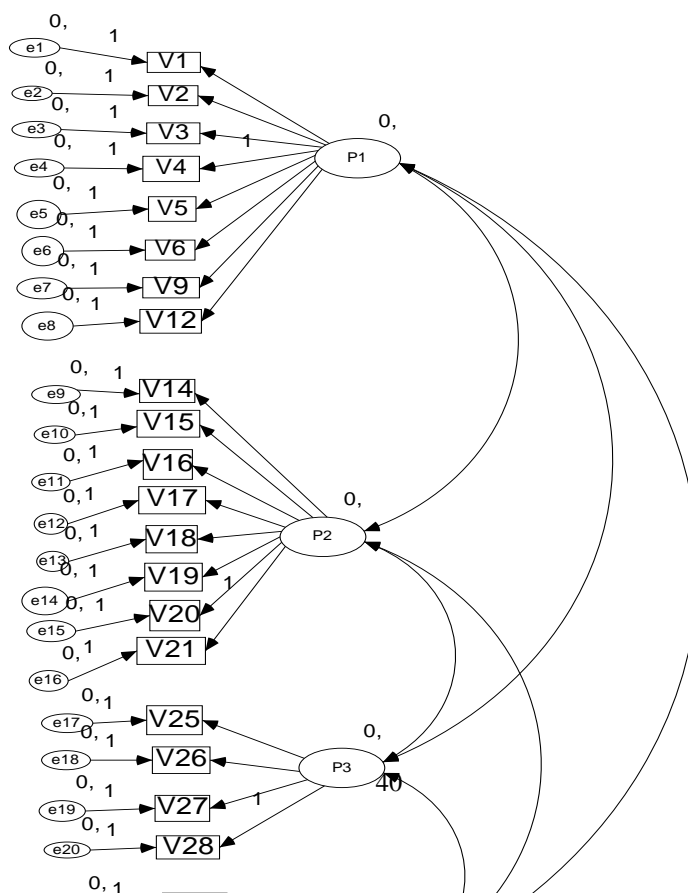 0,
e1 1 V1
0,
e2 1 V2
0,
e3 1 V3
0,
e4 1 V4
0,
e5 1 V5
0,
e6 1 V6
0,
e7 1 V9
0,
e8 1 V12
1
0,
P1
0,
e9 1 V14
0,
e10 1 V15
0,
e11 1 V16
0,
e12 1 V17
0,
e13 1 V18
0,
e14 1 V19
0,
e15 1 V20
0,
e16 1 V21
1
0,
P2
0,
e17 1 V25
0,
e18 1 V26
0,
e19 1 V27
0,
e20 1 V28
1
0,
P3
40
0,
1